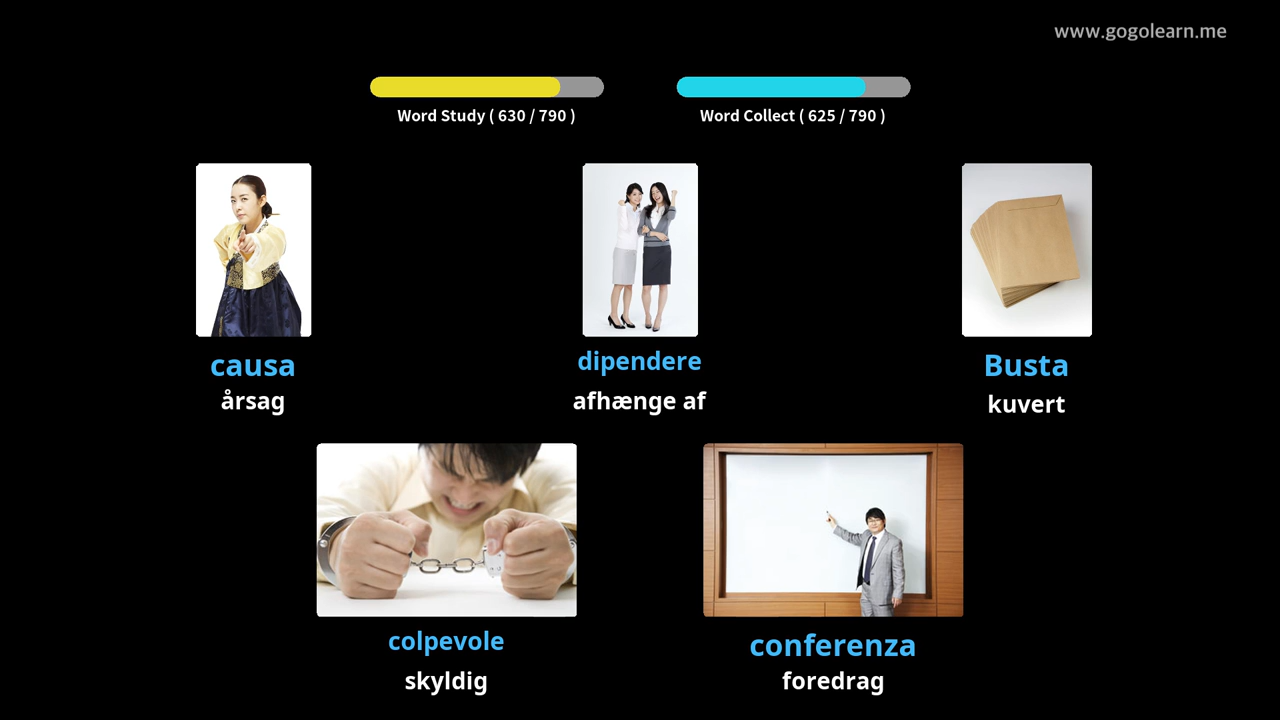 www.gogolearn.me
Word Study ( 630 / 790 )
Word Collect ( 625 / 790 )
causa
årsag
dipendere
afhænge af
Busta
kuvert
colpevole
skyldig
conferenza
foredrag